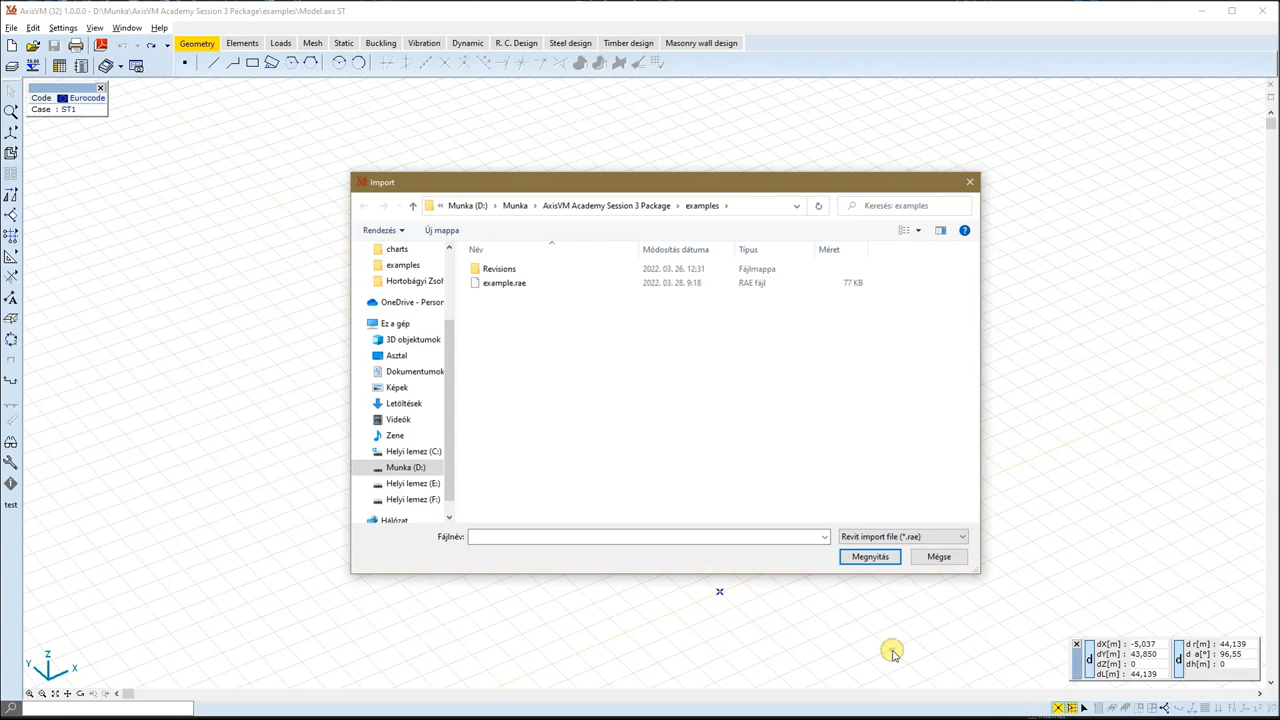 AxisVM (32) 1.0.0.0 - D:\Munka\AxisVM Academy Session 3 Package\examples\Model.axs ST
File Edit Settings View Window Help
Geometry Elements Loads Mesh Static Buckling Vibration Dynamic R. C. Design Steel design Timber design Masonry wall design
Code : Eurocode
Case : ST1
Import
« Munka (D:) › Munka › AxisVM Academy Session 3 Package › examples ›
Keresés: examples
Rendezés Új mappa
Név Módosítás dátuma Típus Méret
Revisions 2022. 03. 26. 12:31 Fájlmappa
example.rae 2022. 03. 28. 9:18 RAE fájl 77 KB
charts
examples
Hortobágyi Zsol
OneDrive - Person
Ez a gép
3D objektumok
Asztal
Dokumentumok
Képek
Letöltések
Videók
Zene
Helyi lemez (C:)
Munka (D:)
Helyi lemez (E:)
Helyi lemez (F:)
Hálózat
Fájlnév:
Revit import file (*.rae)
Megnyitás Mégse
test
Z
Y X
d
dX[m] : -5,037
dY[m] : 43,850
dZ[m] : 0
dL[m] : 44,139
d
d r[m] : 44,139
d a[°] : 96,55
dh[m] : 0